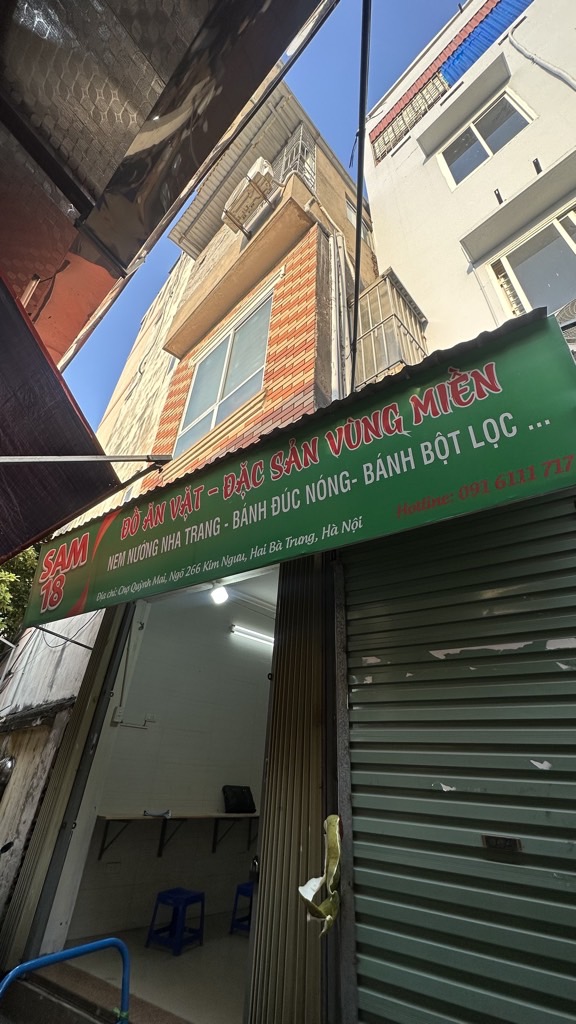 SAM
18
ĐỒ ĂN VẶT - ĐẶC SẢN VÙNG MIỀN
NEM NƯỚNG NHA TRANG - BÁNH ĐÚC NÓNG- BÁNH BỘT LỌC ...
Địa chỉ: Chợ Quỳnh Mai, Ngõ 266 Kim Ngưu, Hai Bà Trưng, Hà Nội
Hotline: 091 6111 717